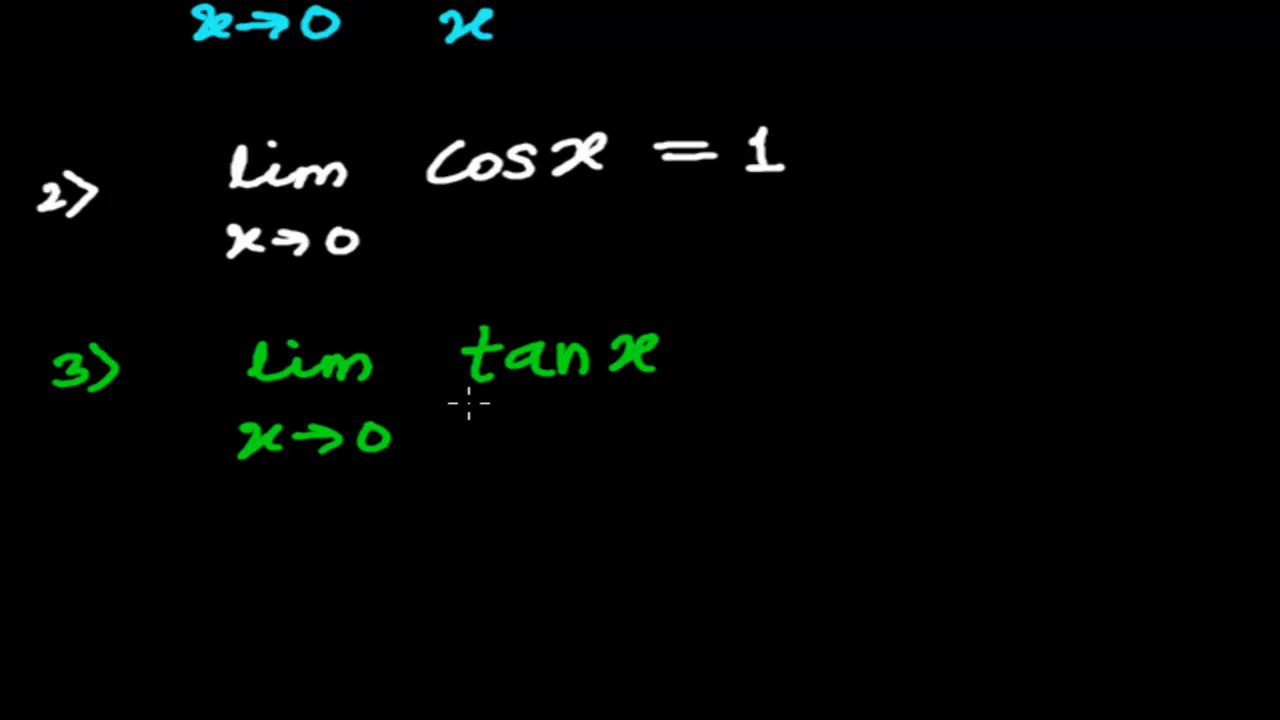 x→0 x
2) lim cosx = 1
x→0
3) lim tanx
x→0